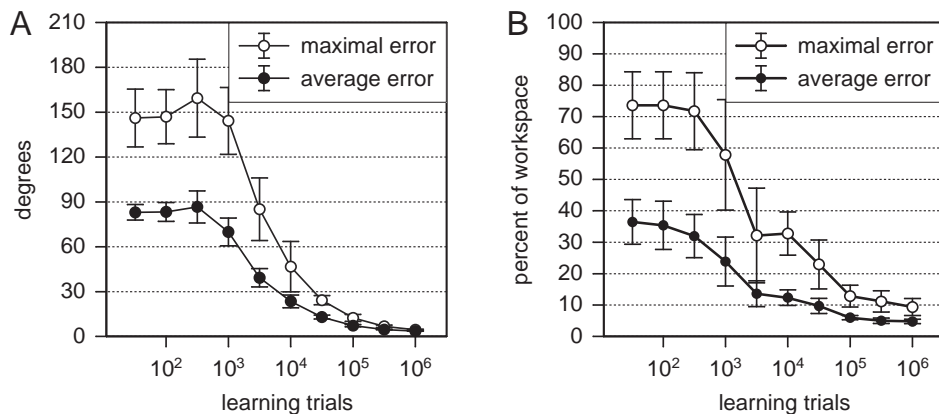 A
210
180
150
120
90
60
30
0
degrees
maximal error
average error
10² 10³ 10⁴ 10⁵ 10⁶
learning trials
B
100
90
80
70
60
50
40
30
20
10
0
percent of workspace
maximal error
average error
10² 10³ 10⁴ 10⁵ 10⁶
learning trials